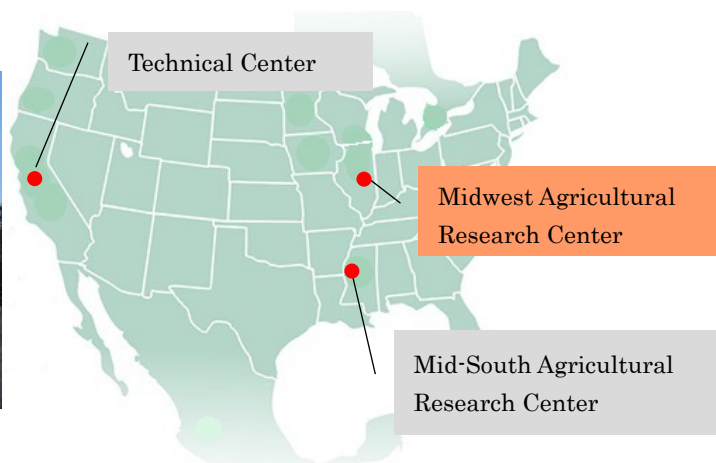 Technical Center
Midwest Agricultural
Research Center
Mid-South Agricultural
Research Center